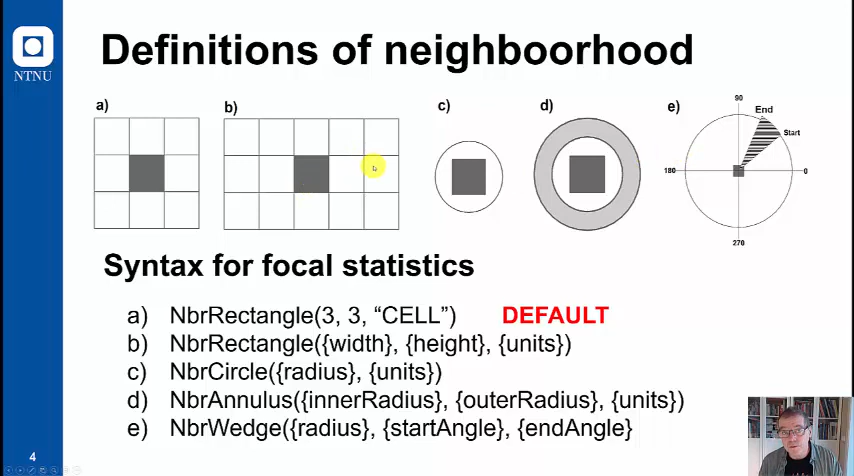 Definitions of neighboorhood
NTNU
a)
b)
c)
d)
e)
90
End
Start
180
0
270
Syntax for focal statistics
a) NbrRectangle(3, 3, “CELL”) DEFAULT
b) NbrRectangle({width}, {height}, {units})
c) NbrCircle({radius}, {units})
d) NbrAnnulus({innerRadius}, {outerRadius}, {units})
e) NbrWedge({radius}, {startAngle}, {endAngle}
4